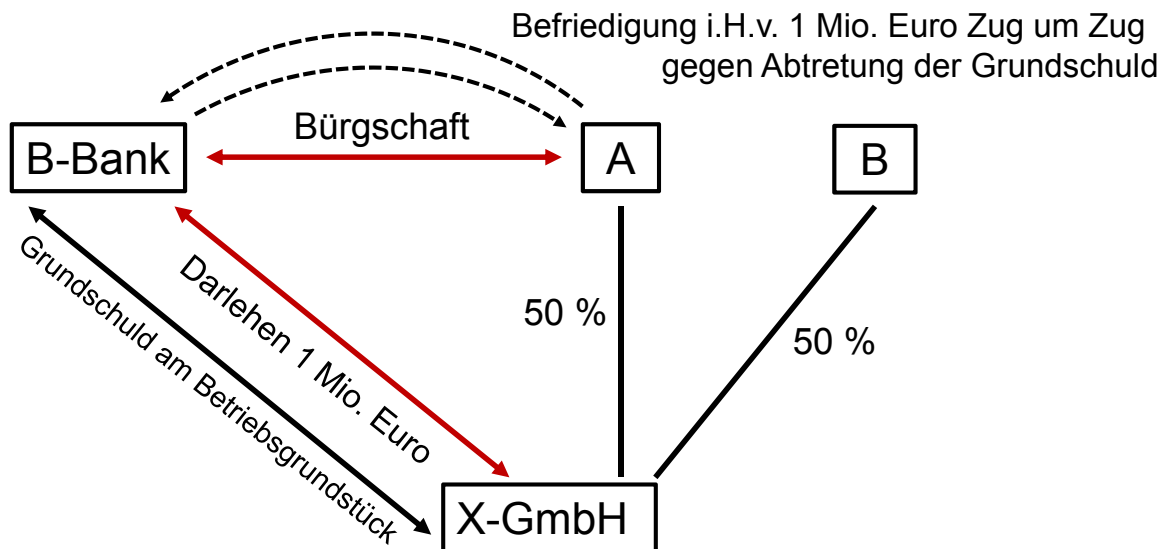 Befriedigung i.H.v. 1 Mio. Euro Zug um Zug
gegen Abtretung der Grundschuld
Bürgschaft
B-Bank
A
B
Grundschuld am Betriebsgrundstück
Darlehen 1 Mio. Euro
50 %
50 %
X-GmbH